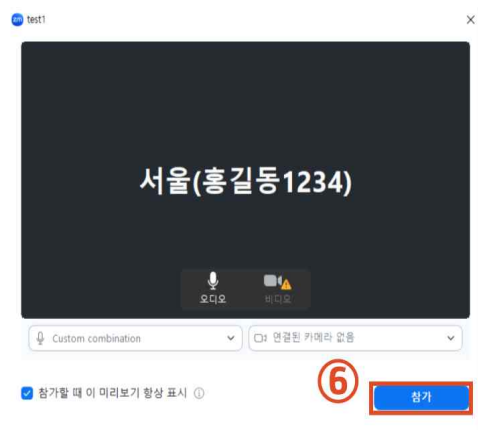 zm test1
서울(홍길동1234)
오디오 비디오
Custom combination 연결된 카메라 없음
참가할 때 이 미리보기 항상 표시
⑥ 참가